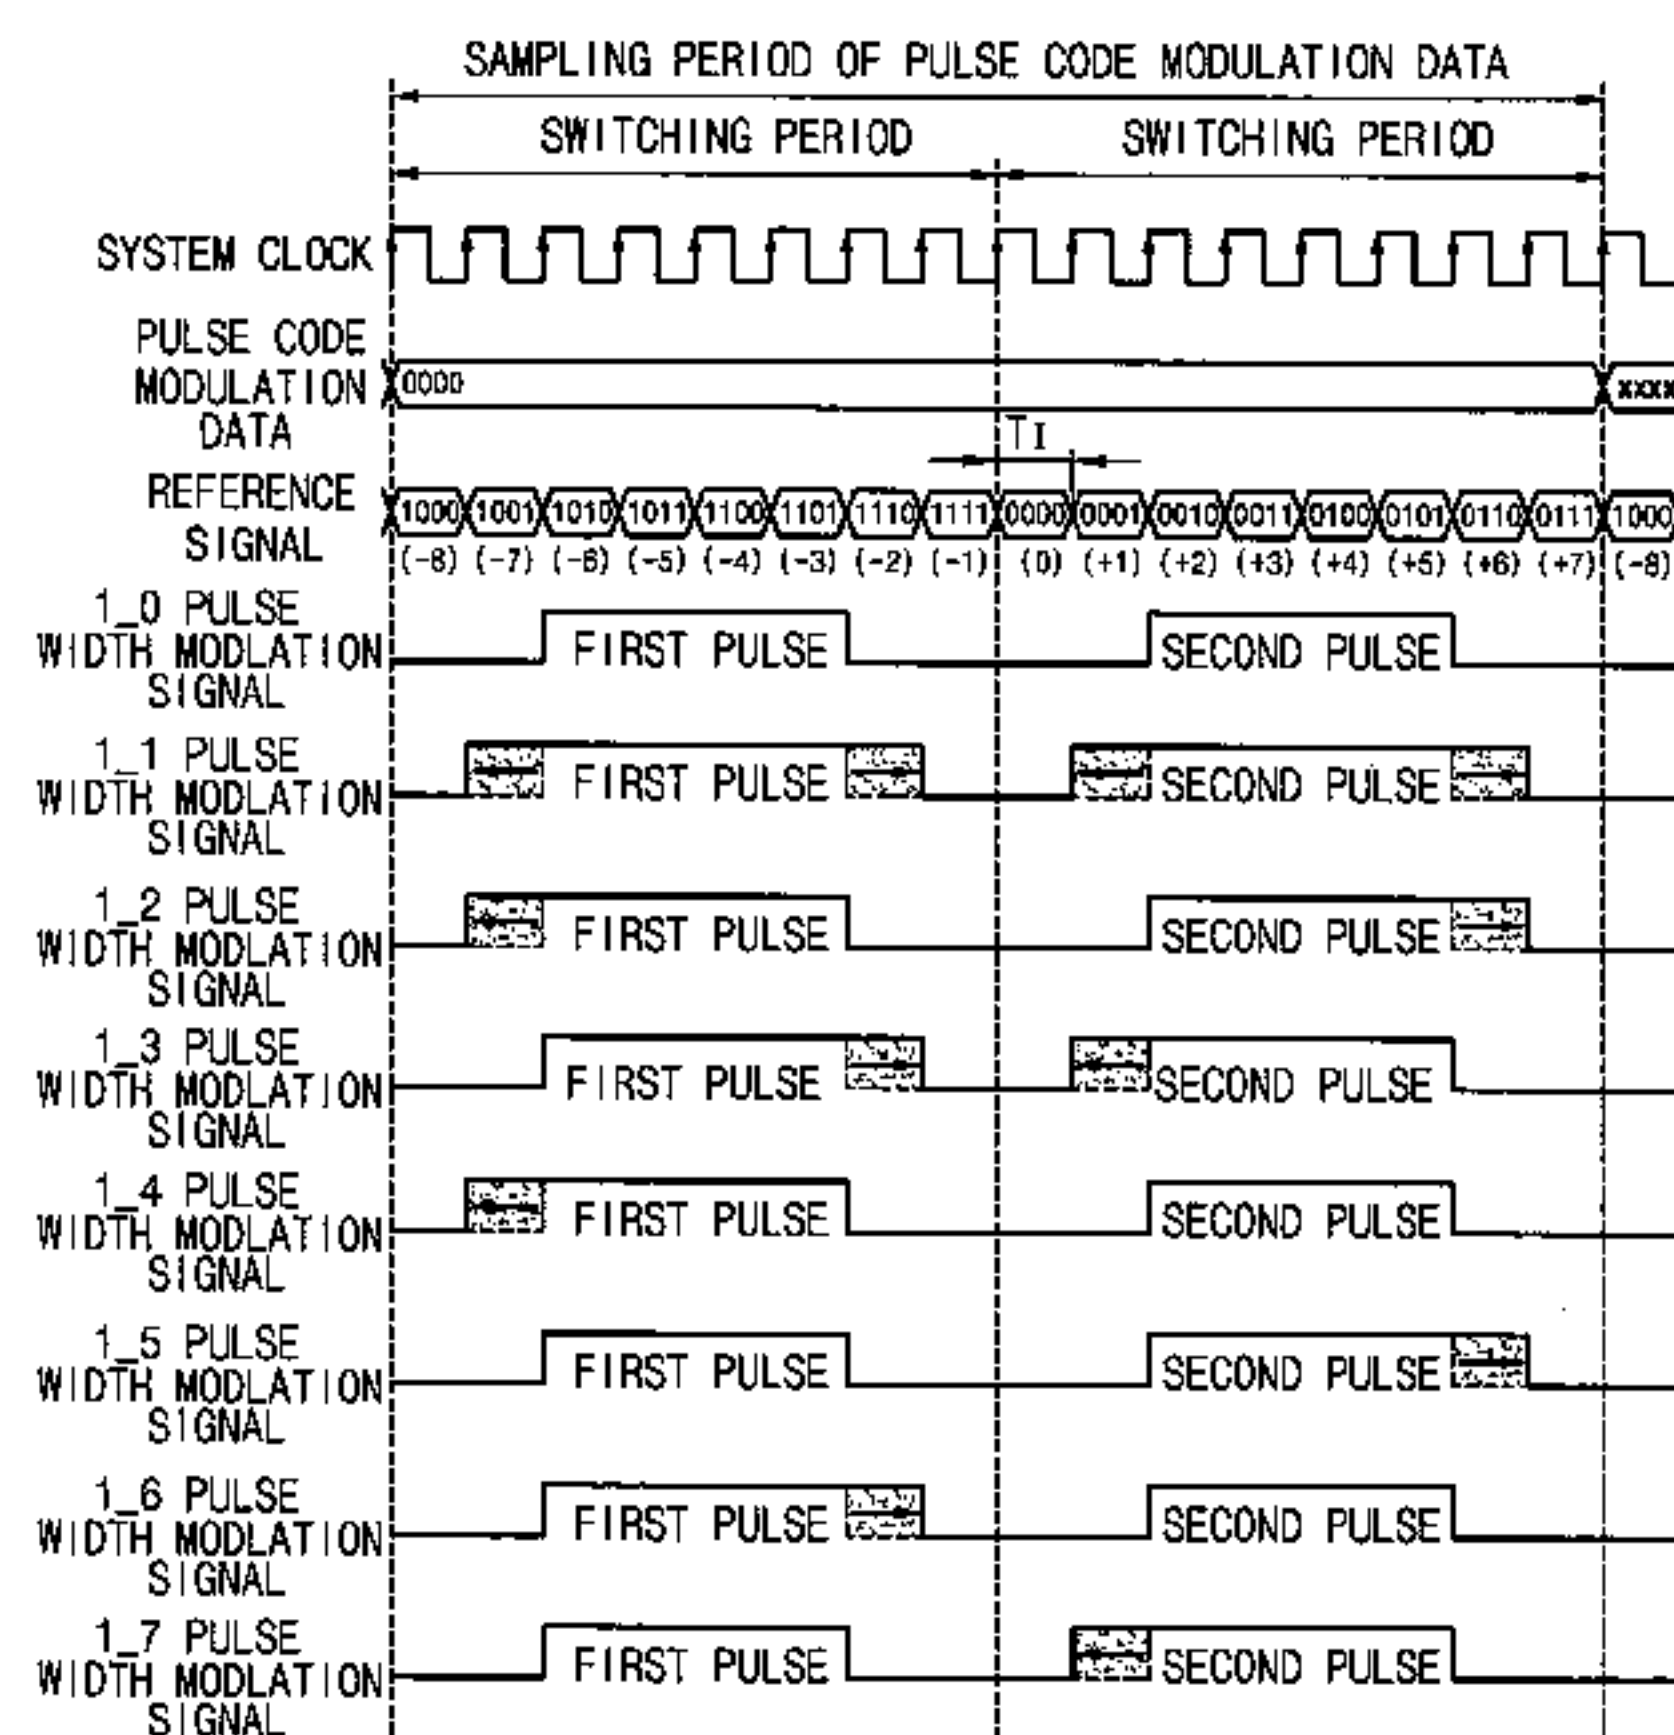 SAMPLING PERIOD OF PULSE CODE MODULATION DATA
SWITCHING PERIOD SWITCHING PERIOD
SYSTEM CLOCK
PULSE CODE
MODULATION
DATA
0000 xxxx
TI
REFERENCE
SIGNAL
1000 1001 1010 1011 1100 1101 1110 1111 0000 0001 0010 0011 0100 0101 0110 0111 1000
(-8) (-7) (-6) (-5) (-4) (-3) (-2) (-1) (0) (+1) (+2) (+3) (+4) (+5) (+6) (+7) (-8)
1_0 PULSE
WIDTH MODLATION
SIGNAL
FIRST PULSE SECOND PULSE
1_1 PULSE
WIDTH MODLATION
SIGNAL
FIRST PULSE SECOND PULSE
1_2 PULSE
WIDTH MODLATION
SIGNAL
FIRST PULSE SECOND PULSE
1_3 PULSE
WIDTH MODLATION
SIGNAL
FIRST PULSE SECOND PULSE
1_4 PULSE
WIDTH MODLATION
SIGNAL
FIRST PULSE SECOND PULSE
1_5 PULSE
WIDTH MODLATION
SIGNAL
FIRST PULSE SECOND PULSE
1_6 PULSE
WIDTH MODLATION
SIGNAL
FIRST PULSE SECOND PULSE
1_7 PULSE
WIDTH MODLATION
SIGNAL
FIRST PULSE SECOND PULSE